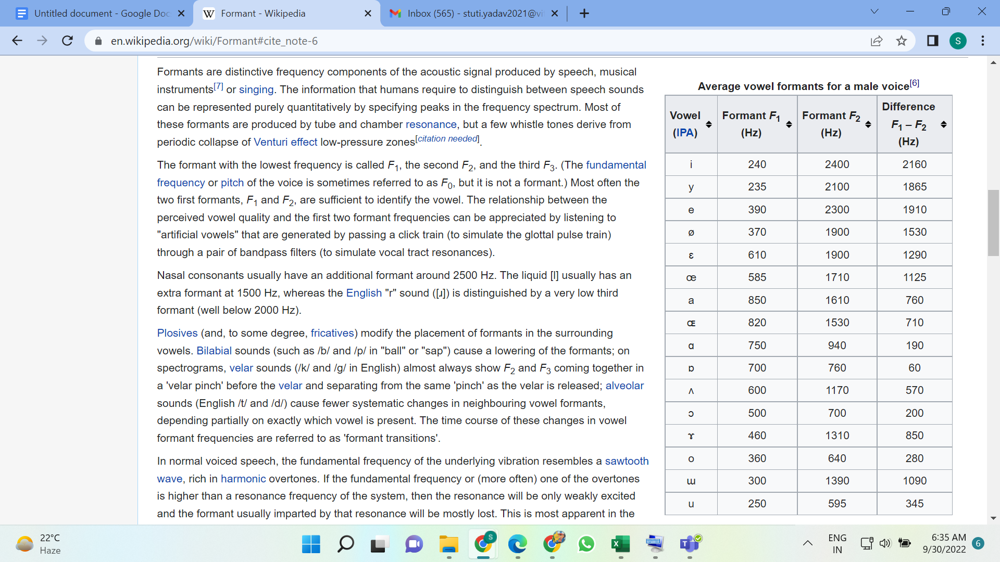 Untitled document - Google Doc
Formant - Wikipedia
Inbox (565) - stuti.yadav2021@vi
en.wikipedia.org/wiki/Formant#cite_note-6
S
Formants are distinctive frequency components of the acoustic signal produced by speech, musical
instruments[7] or singing. The information that humans require to distinguish between speech sounds
can be represented purely quantitatively by specifying peaks in the frequency spectrum. Most of
these formants are produced by tube and chamber resonance, but a few whistle tones derive from
periodic collapse of Venturi effect low-pressure zones[citation needed].
The formant with the lowest frequency is called F1, the second F2, and the third F3. (The fundamental
frequency or pitch of the voice is sometimes referred to as F0, but it is not a formant.) Most often the
two first formants, F1 and F2, are sufficient to identify the vowel. The relationship between the
perceived vowel quality and the first two formant frequencies can be appreciated by listening to
"artificial vowels" that are generated by passing a click train (to simulate the glottal pulse train)
through a pair of bandpass filters (to simulate vocal tract resonances).
Nasal consonants usually have an additional formant around 2500 Hz. The liquid [l] usually has an
extra formant at 1500 Hz, whereas the English "r" sound ([ɹ]) is distinguished by a very low third
formant (well below 2000 Hz).
Plosives (and, to some degree, fricatives) modify the placement of formants in the surrounding
vowels. Bilabial sounds (such as /b/ and /p/ in "ball" or "sap") cause a lowering of the formants; on
spectrograms, velar sounds (/k/ and /g/ in English) almost always show F2 and F3 coming together in
a 'velar pinch' before the velar and separating from the same 'pinch' as the velar is released; alveolar
sounds (English /t/ and /d/) cause fewer systematic changes in neighbouring vowel formants,
depending partially on exactly which vowel is present. The time course of these changes in vowel
formant frequencies are referred to as 'formant transitions'.
In normal voiced speech, the fundamental frequency of the underlying vibration resembles a sawtooth
wave, rich in harmonic overtones. If the fundamental frequency or (more often) one of the overtones
is higher than a resonance frequency of the system, then the resonance will be only weakly excited
and the formant usually imparted by that resonance will be mostly lost. This is most apparent in the
Average vowel formants for a male voice[6]
Vowel (IPA) Formant F1 (Hz) Formant F2 (Hz) Difference F1 – F2 (Hz)
i 240 2400 2160
y 235 2100 1865
e 390 2300 1910
ø 370 1900 1530
ɛ 610 1900 1290
œ 585 1710 1125
a 850 1610 760
ɶ 820 1530 710
ɑ 750 940 190
ɒ 700 760 60
ʌ 600 1170 570
ɔ 500 700 200
ɤ 460 1310 850
o 360 640 280
ɯ 300 1390 1090
u 250 595 345
22°C
Haze
S
X
T
ENG
IN
6:35 AM
9/30/2022
6